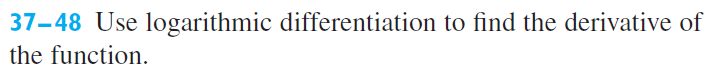 37–48 Use logarithmic differentiation to find the derivative of
the function.